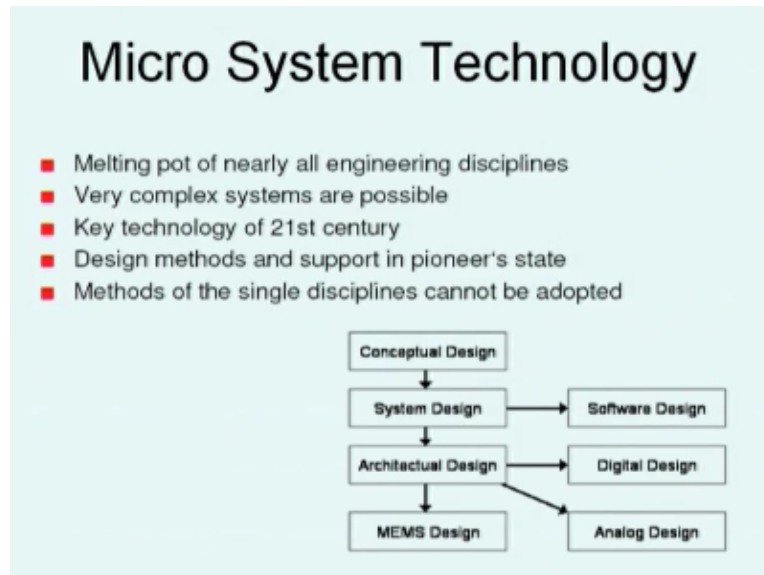 Micro System Technology
Melting pot of nearly all engineering disciplines
Very complex systems are possible
Key technology of 21st century
Design methods and support in pioneer's state
Methods of the single disciplines cannot be adopted
Conceptual Design
System Design
Software Design
Architectual Design
Digital Design
MEMS Design
Analog Design